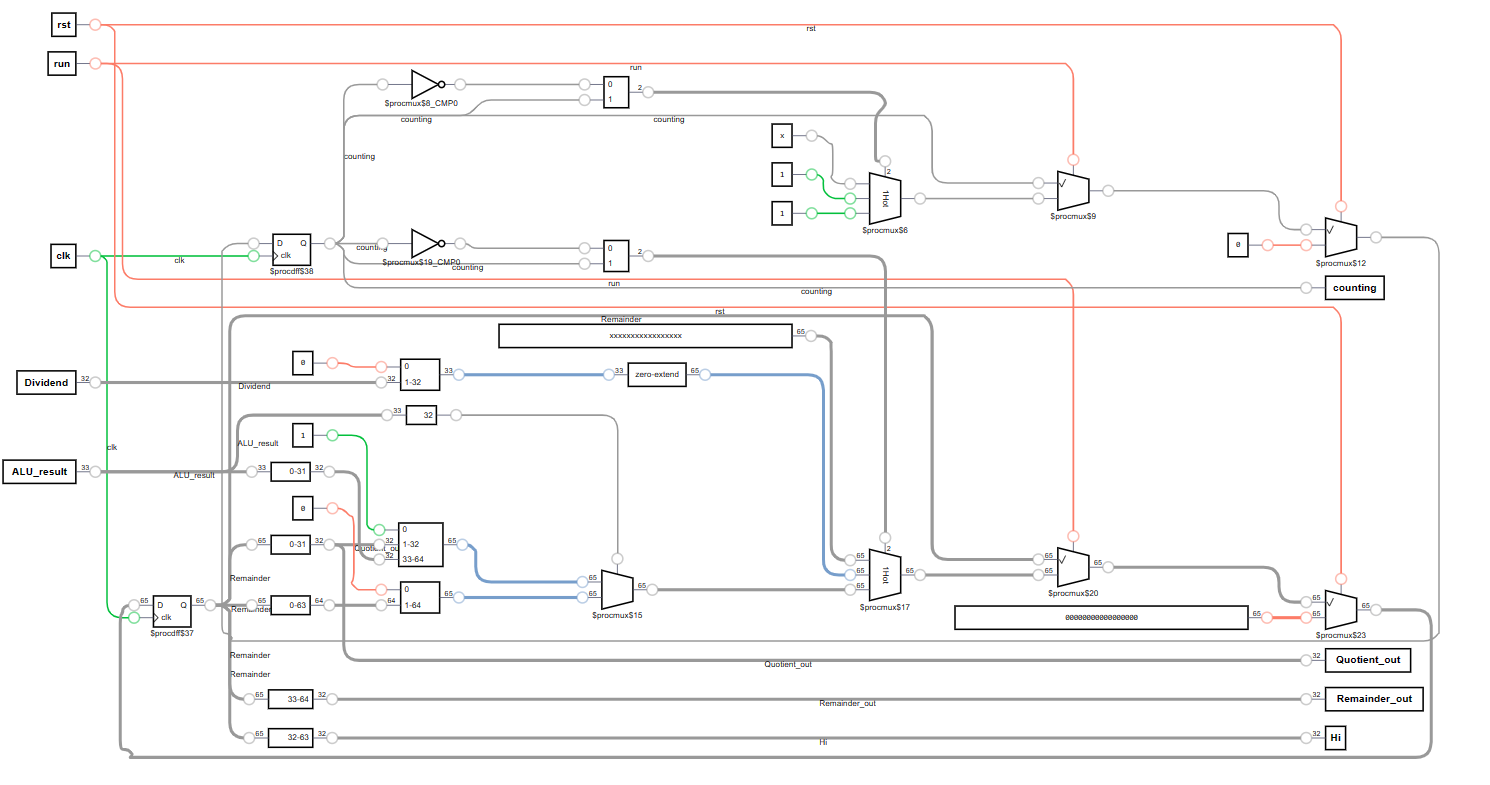 rst
rst
run
run
0
1
2
$procmux$8_CMP0
counting
counting
x
counting
1
2
1Hot
1
$procmux$6
$procmux$9
0
$procmux$12
clk
clk
D
Q
clk
$procdff$38
counting
$procmux$19_CMP0
counting
0
1
2
run
counting
counting
rst
Remainder
xxxxxxxxxxxxxxxxx
65
0
0
1-32
32
33
33
zero-extend
65
Dividend
32
Dividend
33
32
1
ALU_result
clk
ALU_result
33
ALU_result
33
0-31
32
0
0
1-32
33-64
32
32
65
65
0-31
32
Quotient_out
Remainder
Remainder
65
0-63
64
64
0
1-64
65
65
D
Q
65
clk
$procdff$37
65
65
65
$procmux$15
2
65
65
65
1Hot
65
$procmux$17
65
65
65
$procmux$20
00000000000000000
65
65
65
65
$procmux$23
Remainder
Remainder
Quotient_out
32
Quotient_out
65
33-64
32
Remainder_out
32
Remainder_out
65
32-63
32
Hi
32
Hi